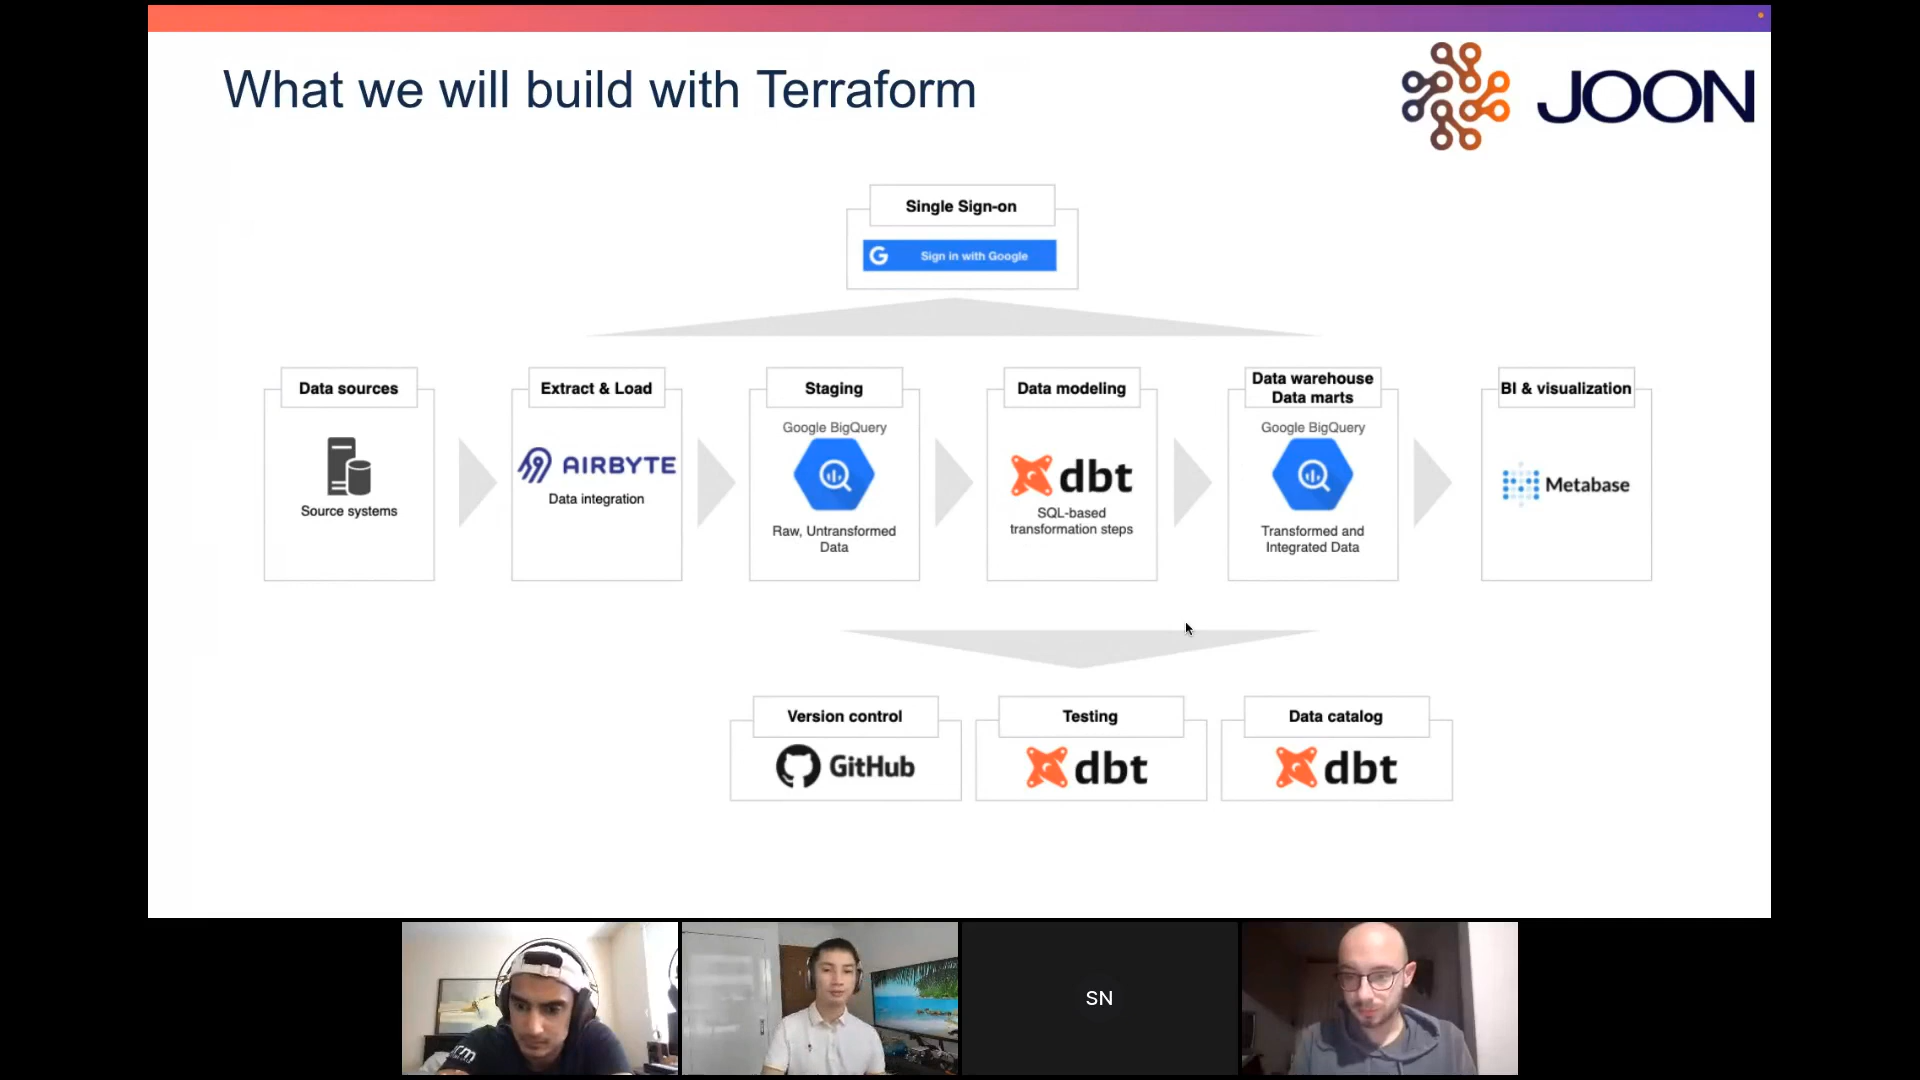 What we will build with Terraform
JOON
Single Sign-on
G Sign in with Google
Data sources
Source systems
Extract & Load
AIRBYTE
Data integration
Staging
Google BigQuery
Raw, Untransformed
Data
Data modeling
dbt
SQL-based
transformation steps
Data warehouse
Data marts
Google BigQuery
Transformed and
Integrated Data
BI & visualization
Metabase
Version control
GitHub
Testing
dbt
Data catalog
dbt
SN